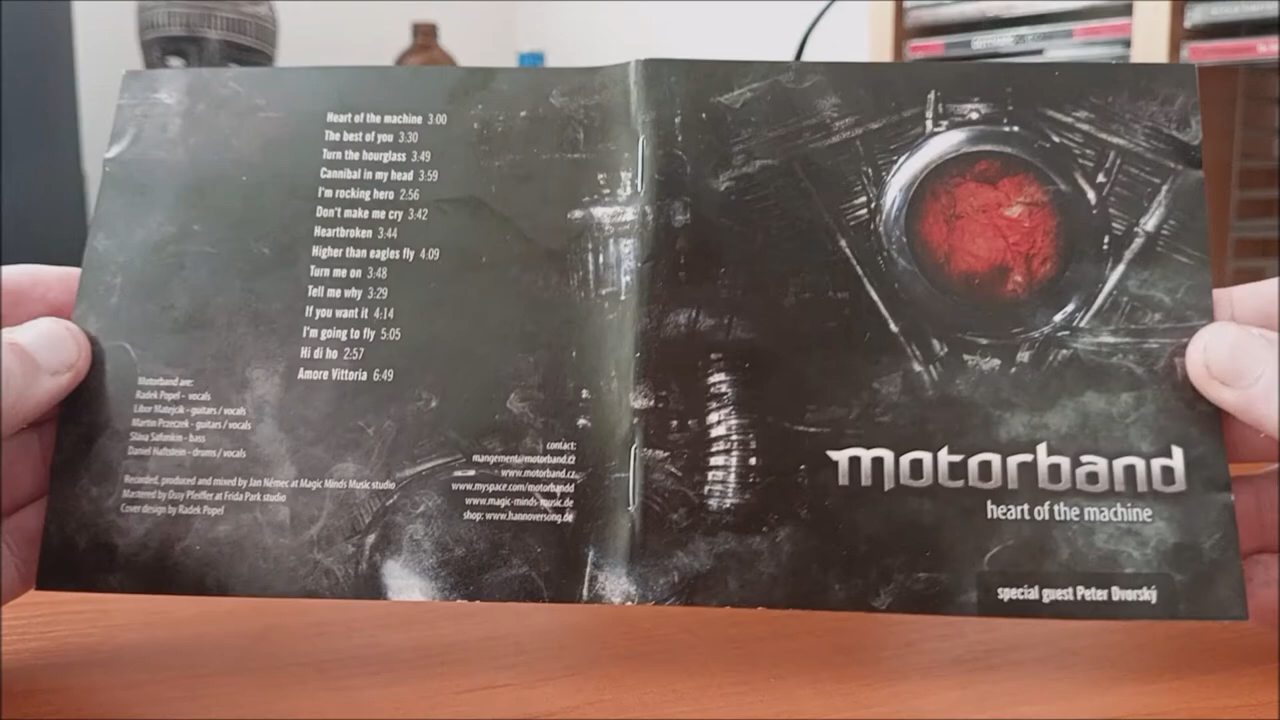 Heart of the machine 3:00
The best of you 3:30
Turn the hourglass 3:49
Cannibal in my head 3:59
I'm rocking hero 2:56
Don't make me cry 3:42
Heartbroken 3:44
Higher than eagles fly 4:09
Turn me on 3:48
Tell me why 3:29
If you want it 4:14
I'm going to fly 5:05
Hi di ho 2:57
Amore Vittoria 6:49
Motorband are:
Radek Popel - vocals
Libor Matejcik - guitars / vocals
Martin Przeczek - guitars / vocals
Sláva - bass
Daniel - drums / vocals
Recorded, produced and mixed by Jan Němec at Magic Minds Music studio
Mastered by Pfeiffer at Frida Park studio
Cover design by Radek Popel
contact:
mangement@motorband.cz
www.motorband.cz
www.myspace.com/motorbandd
www.magic-minds-music.de
shop: www.hannoversong.de
motorband
heart of the machine
special guest Peter Dvorský